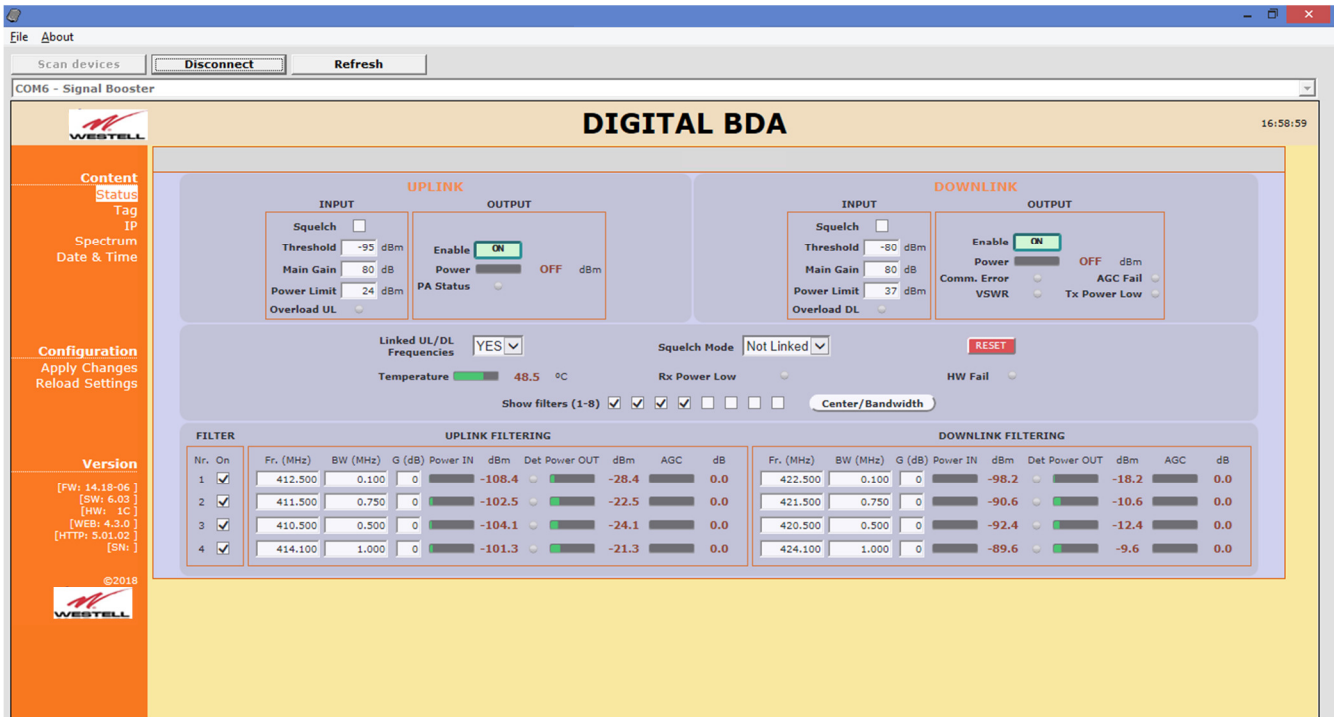 File About
Scan devices Disconnect Refresh
COM6 - Signal Booster
WESTELL
DIGITAL BDA
16:58:59
Content
Status
Tag
IP
Spectrum
Date & Time
Configuration
Apply Changes
Reload Settings
Version
[FW: 14.18-06 ]
[SW: 6.03 ]
[HW: 1C ]
[WEB: 4.3.0 ]
[HTTP: 5.01.02 ]
[SN: ]
©2018
WESTELL
UPLINK
INPUT OUTPUT
Squelch
Threshold -95 dBm
Main Gain 80 dB
Power Limit 24 dBm
Overload UL
Enable ON
Power OFF dBm
PA Status
DOWNLINK
INPUT OUTPUT
Squelch
Threshold -80 dBm
Main Gain 80 dB
Power Limit 37 dBm
Overload DL
Enable ON
Power OFF dBm
Comm. Error AGC Fail
VSWR Tx Power Low
Linked UL/DL
Frequencies YES
Squelch Mode Not Linked
RESET
Temperature 48.5 ºC Rx Power Low HW Fail
Show filters (1-8) Center/Bandwidth
FILTER UPLINK FILTERING DOWNLINK FILTERING
Nr. On Fr. (MHz) BW (MHz) G (dB) Power IN dBm Det Power OUT dBm AGC dB Fr. (MHz) BW (MHz) G (dB) Power IN dBm Det Power OUT dBm AGC dB
1 412.500 0.100 0 -108.4 -28.4 0.0 422.500 0.100 0 -98.2 -18.2 0.0
2 411.500 0.750 0 -102.5 -22.5 0.0 421.500 0.750 0 -90.6 -10.6 0.0
3 410.500 0.500 0 -104.1 -24.1 0.0 420.500 0.500 0 -92.4 -12.4 0.0
4 414.100 1.000 0 -101.3 -21.3 0.0 424.100 1.000 0 -89.6 -9.6 0.0